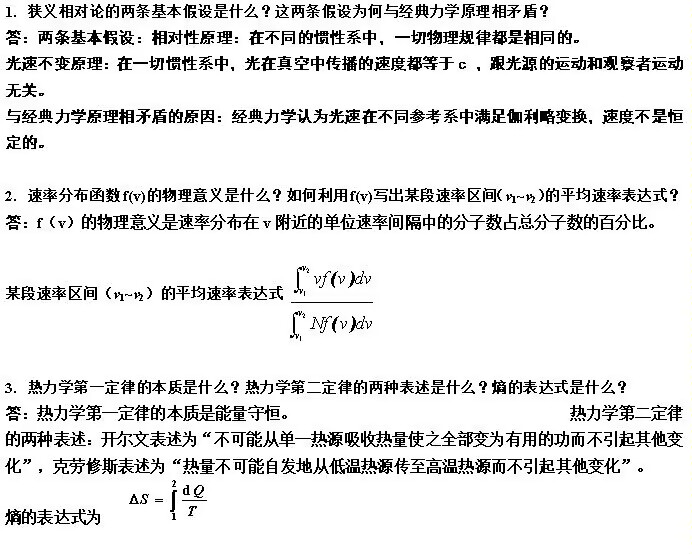 1. 狭义相对论的两条基本假设是什么？这两条假设为何与经典力学原理相矛盾？
答：两条基本假设：相对性原理：在不同的惯性系中，一切物理规律都是相同的。
光速不变原理：在一切惯性系中，光在真空中传播的速度都等于 c ，跟光源的运动和观察者运动
无关。
与经典力学原理相矛盾的原因：经典力学认为光速在不同参考系中满足伽利略变换，速度不是恒
定的。
2. 速率分布函数 f(v)的物理意义是什么？如何利用 f(v)写出某段速率区间( v₁~v₂ )的平均速率表达式？
答：f（v）的物理意义是速率分布在 v 附近的单位速率间隔中的分子数占总分子数的百分比。
某段速率区间（v₁~v₂）的平均速率表达式 ∫_{v₁}^{v₂} vf(v)dv / ∫_{v₁}^{v₂} Nf(v)dv
3. 热力学第一定律的本质是什么？热力学第二定律的两种表述是什么？熵的表达式是什么？
答：热力学第一定律的本质是能量守恒。 热力学第二定律
的两种表述：开尔文表述为“不可能从单一热源吸收热量使之全部变为有用的功而不引起其他变
化”，克劳修斯表述为“热量不可能自发地从低温热源传至高温热源而不引起其他变化”。
熵的表达式为 ΔS = ∫₁² dQ/T